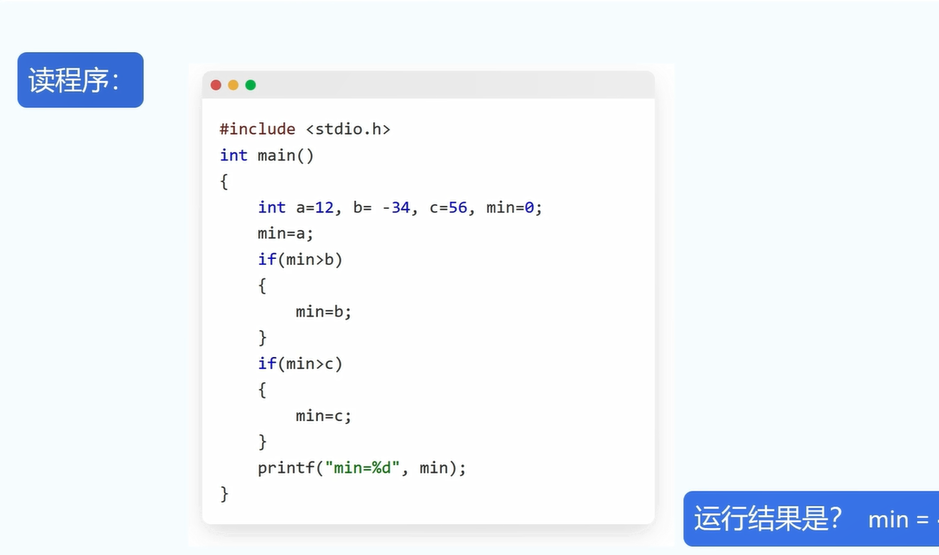 读程序：
#include <stdio.h>
int main()
{
    int a=12, b= -34, c=56, min=0;
    min=a;
    if(min>b)
    {
        min=b;
    }
    if(min>c)
    {
        min=c;
    }
    printf("min=%d", min);
}
运行结果是？ min =